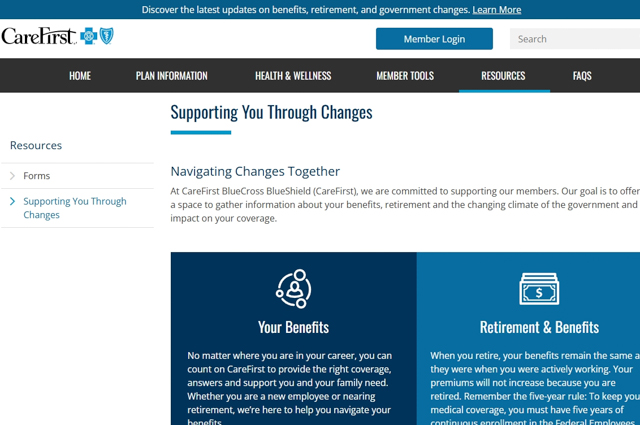 Discover the latest updates on benefits, retirement, and government changes. Learn More
CareFirst
Member Login
Search
HOME
PLAN INFORMATION
HEALTH & WELLNESS
MEMBER TOOLS
RESOURCES
FAQS
Supporting You Through Changes
Resources
Forms
Supporting You Through
Changes
Navigating Changes Together
At CareFirst BlueCross BlueShield (CareFirst), we are committed to supporting our members. Our goal is to offer
a space to gather information about your benefits, retirement and the changing climate of the government and
impact on your coverage.
Your Benefits
No matter where you are in your career, you can
count on CareFirst to provide the right coverage,
answers and support you and your family need.
Whether you are a new employee or nearing
retirement, we're here to help you navigate your
benefits
Retirement & Benefits
When you retire, your benefits remain the same a
they were when you were actively working. Your
premiums will not increase because you are
retired. Remember the five-year rule: To keep you
medical coverage, you must have five years of
continuous enrollment in the Federal Employees